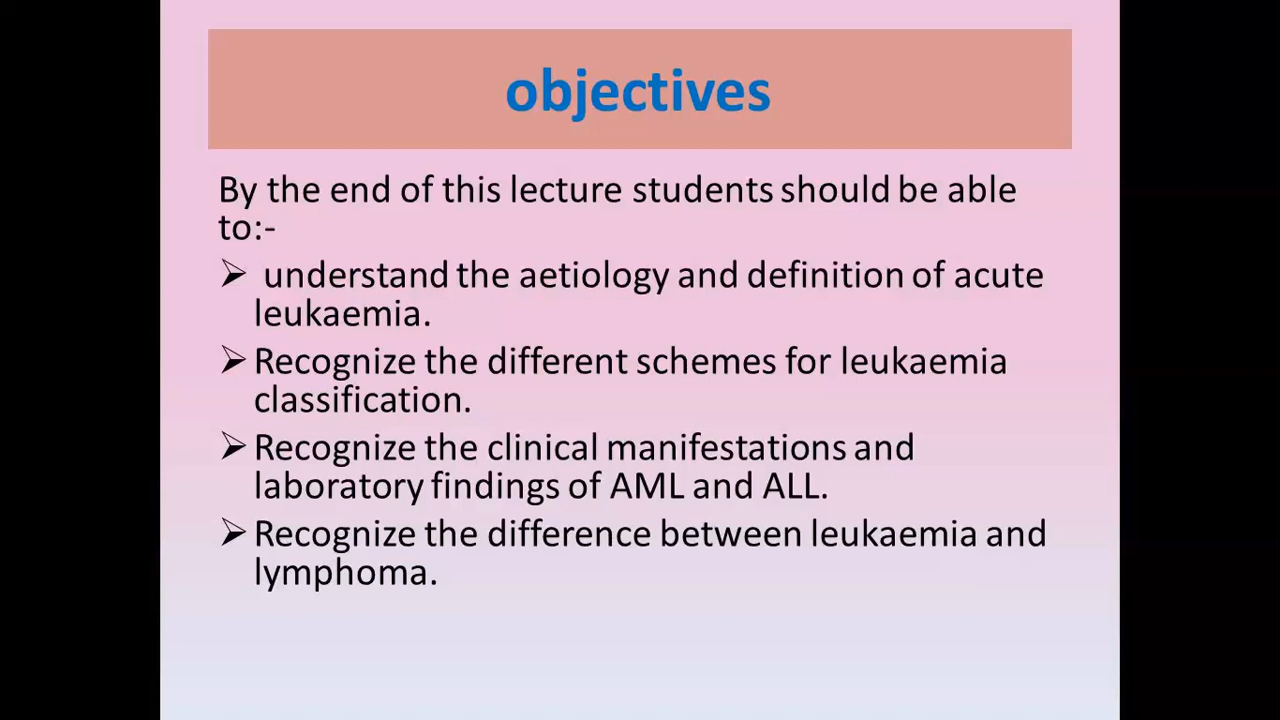 objectives
By the end of this lecture students should be able
to:-
➢ understand the aetiology and definition of acute
leukaemia.
➢ Recognize the different schemes for leukaemia
classification.
➢ Recognize the clinical manifestations and
laboratory findings of AML and ALL.
➢ Recognize the difference between leukaemia and
lymphoma.